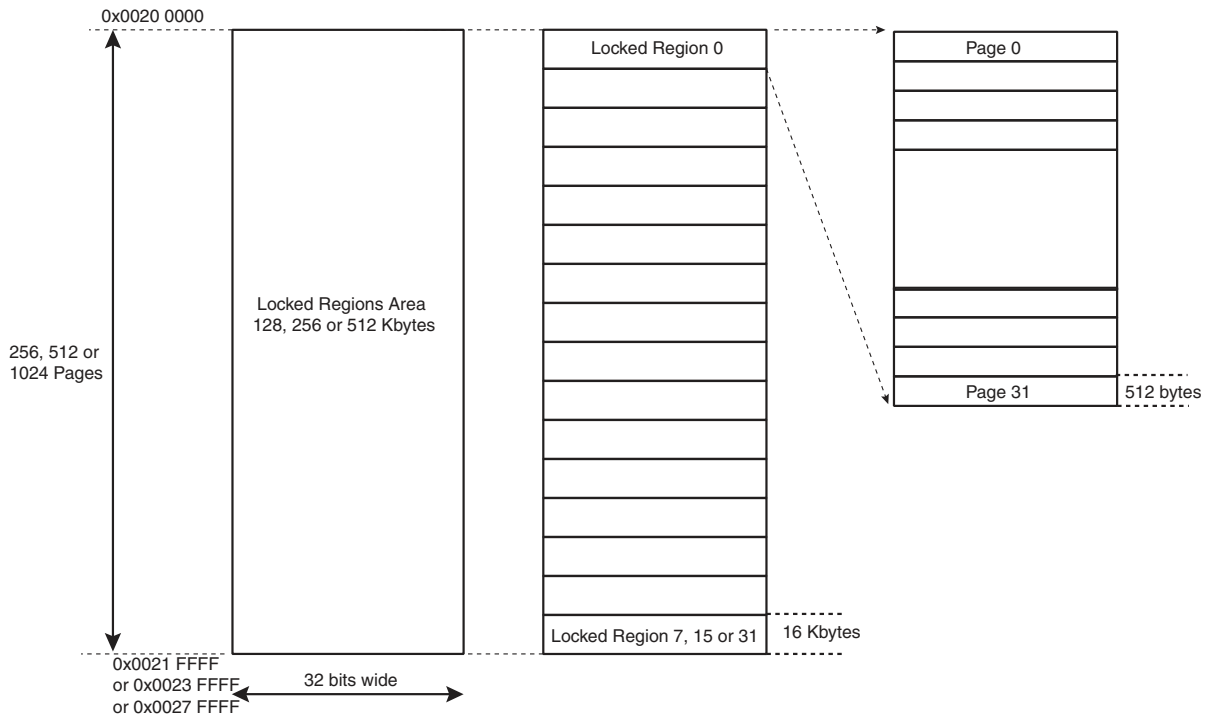 0x0020 0000
Locked Region 0
Page 0
Locked Regions Area
128, 256 or 512 Kbytes
256, 512 or
1024 Pages
Page 31
512 bytes
Locked Region 7, 15 or 31
16 Kbytes
0x0021 FFFF
or 0x0023 FFFF
or 0x0027 FFFF
32 bits wide